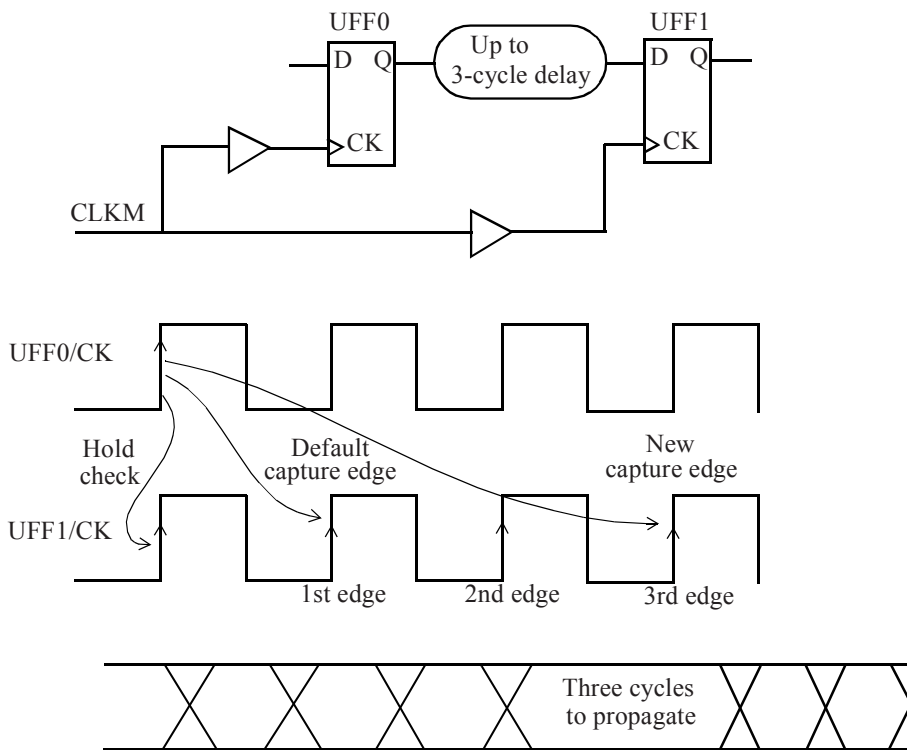 UFF0
UFF1
Up to
3-cycle delay
D Q
D Q
CK
CK
CLKM
UFF0/CK
Hold
check
Default
capture edge
New
capture edge
UFF1/CK
1st edge
2nd edge
3rd edge
Three cycles
to propagate